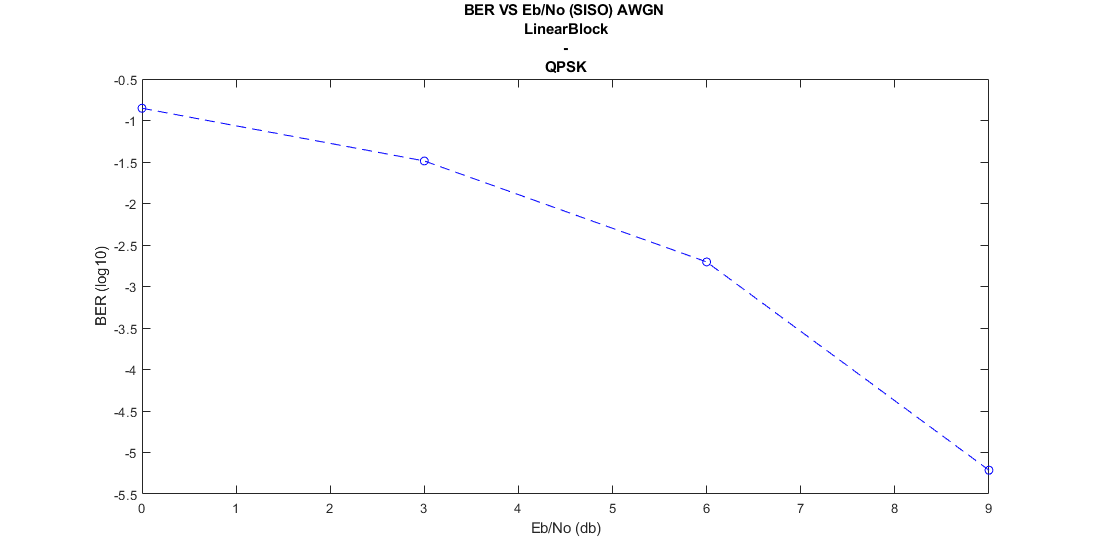 BER VS Eb/No (SISO) AWGN
LinearBlock
-
QPSK
-0.5
-1
-1.5
-2
-2.5
-3
-3.5
-4
-4.5
-5
-5.5
BER (log10)
0 1 2 3 4 5 6 7 8 9
Eb/No (db)